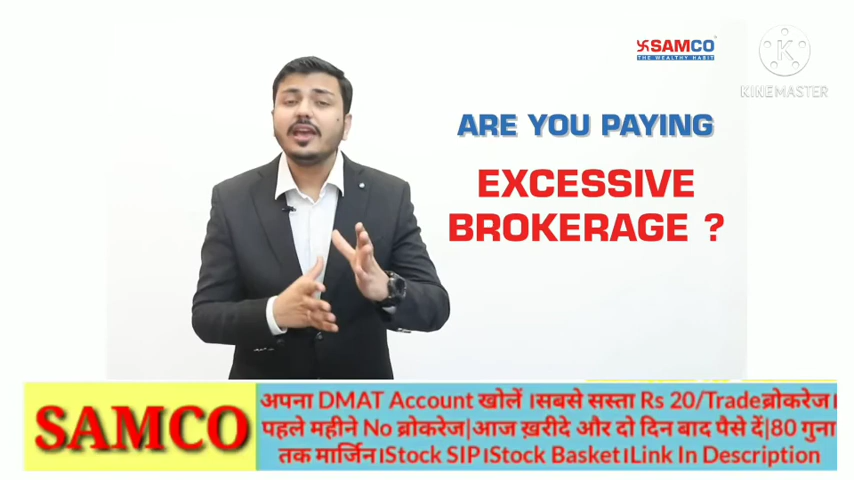 SAMCO
THE WEALTHY HABIT
K
KINEMASTER
ARE YOU PAYING
EXCESSIVE
BROKERAGE ?
SAMCO
अपना DMAT Account खोलें।सबसे सस्ता Rs 20/Tradeब्रोकरेज।
पहले महीने No ब्रोकरेज|आज ख़रीदे और दो दिन बाद पैसे दें|80 गुना
तक मार्जिन।Stock SIP।Stock Basket।Link In Description